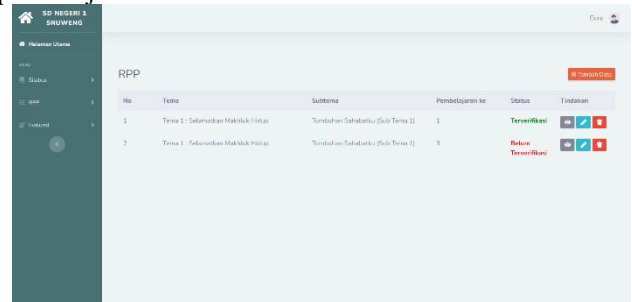 SD NEGERI 1
SRUWENG
Guru
Halaman Utama
MENU
Silabus
RPP
Evaluasi
RPP
Tambah Data
No Tema Subtema Pembelajaran ke Status Tindakan
1 Tema 1 : Selamatkan Makhluk Hidup Tumbuhan Sahabatku (Sub Tema 1) 1 Terverifikasi
2 Tema 1 : Selamatkan Makhluk Hidup Tumbuhan Sahabatku (Sub Tema 1) 3 Belum
Terverifikasi